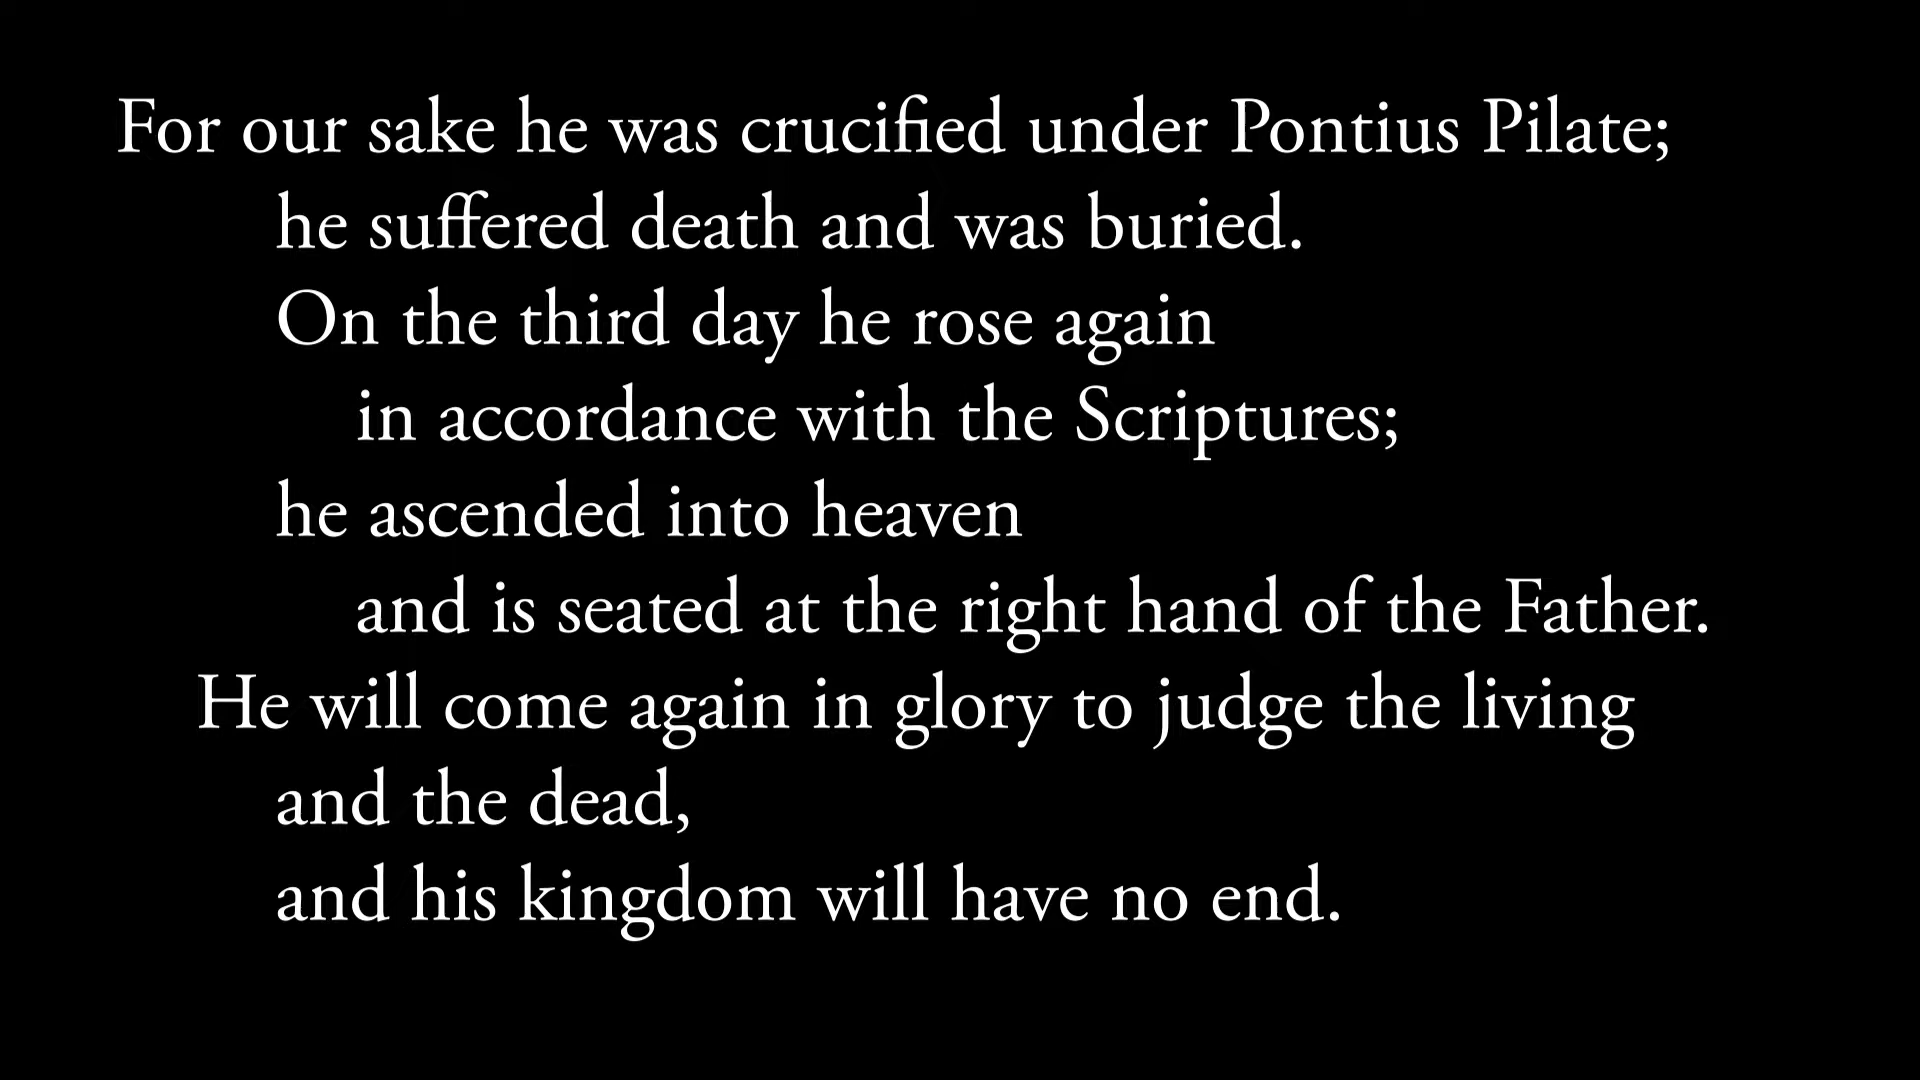 For our sake he was crucified under Pontius Pilate;
he suffered death and was buried.
On the third day he rose again
in accordance with the Scriptures;
he ascended into heaven
and is seated at the right hand of the Father.
He will come again in glory to judge the living
and the dead,
and his kingdom will have no end.